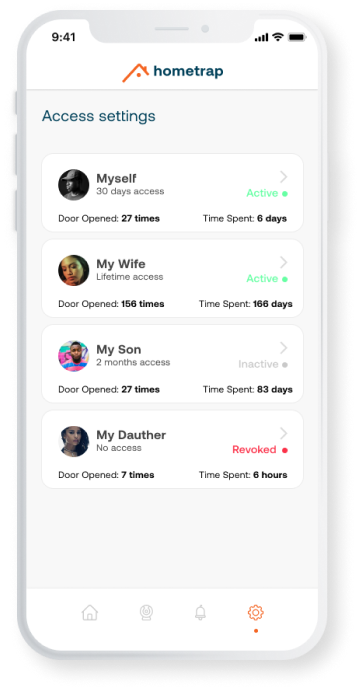 9:41
hometrap
Access settings
Myself
30 days access
Active
Door Opened: 27 times Time Spent: 6 days
My Wife
Lifetime access
Active
Door Opened: 156 times Time Spent: 166 days
My Son
2 months access
Inactive
Door Opened: 27 times Time Spent: 83 days
My Dauther
No access
Revoked
Door Opened: 7 times Time Spent: 6 hours